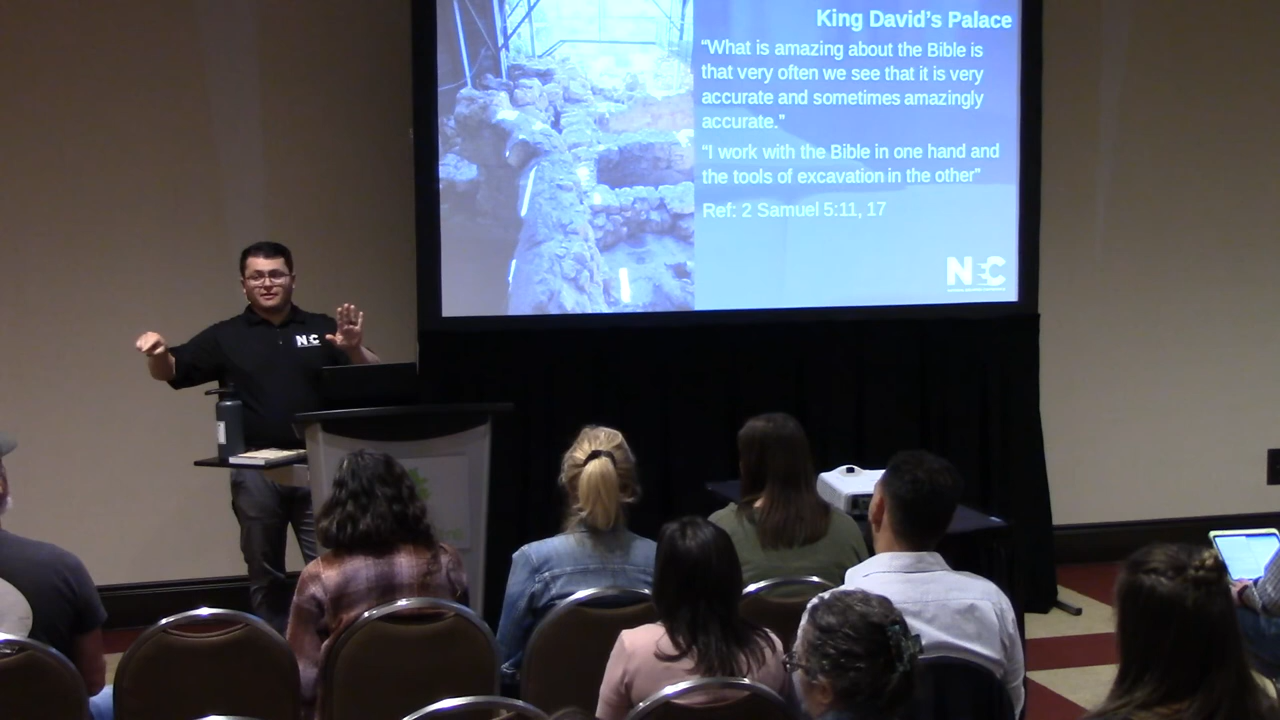 King David's Palace
“What is amazing about the Bible is
that very often we see that it is very
accurate and sometimes amazingly
accurate.”
“I work with the Bible in one hand and
the tools of excavation in the other”
Ref: 2 Samuel 5:11, 17
NC
NC